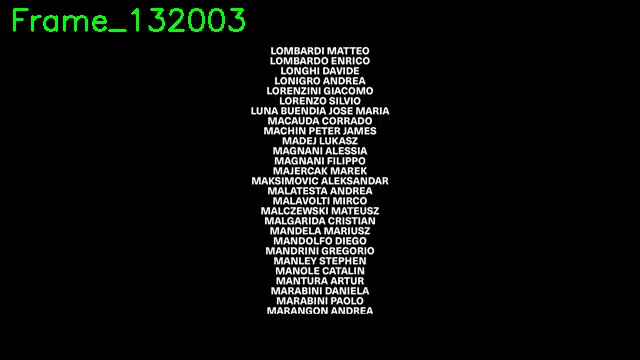 Frame_132003
LOMBARDI MATTEO
LOMBARDO ENRICO
LONGHI DAVIDE
LONIGRO ANDREA
LORENZINI GIACOMO
LORENZO SILVIO
LUNA BUENDIA JOSE MARIA
MACAUDA CORRADO
MACHIN PETER JAMES
MADEJ LUKASZ
MAGNANI ALESSIA
MAGNANI FILIPPO
MAJERCAK MAREK
MAKSIMOVIC ALEKSANDAR
MALATESTA ANDREA
MALAVOLTI MIRCO
MALCZEWSKI MATEUSZ
MALGARIDA CRISTIAN
MANDELA MARIUSZ
MANDOLFO DIEGO
MANDRINI GREGORIO
MANLEY STEPHEN
MANOLE CATALIN
MANTURA ARTUR
MARABINI DANIELA
MARABINI PAOLO
MARANGON ANDREA